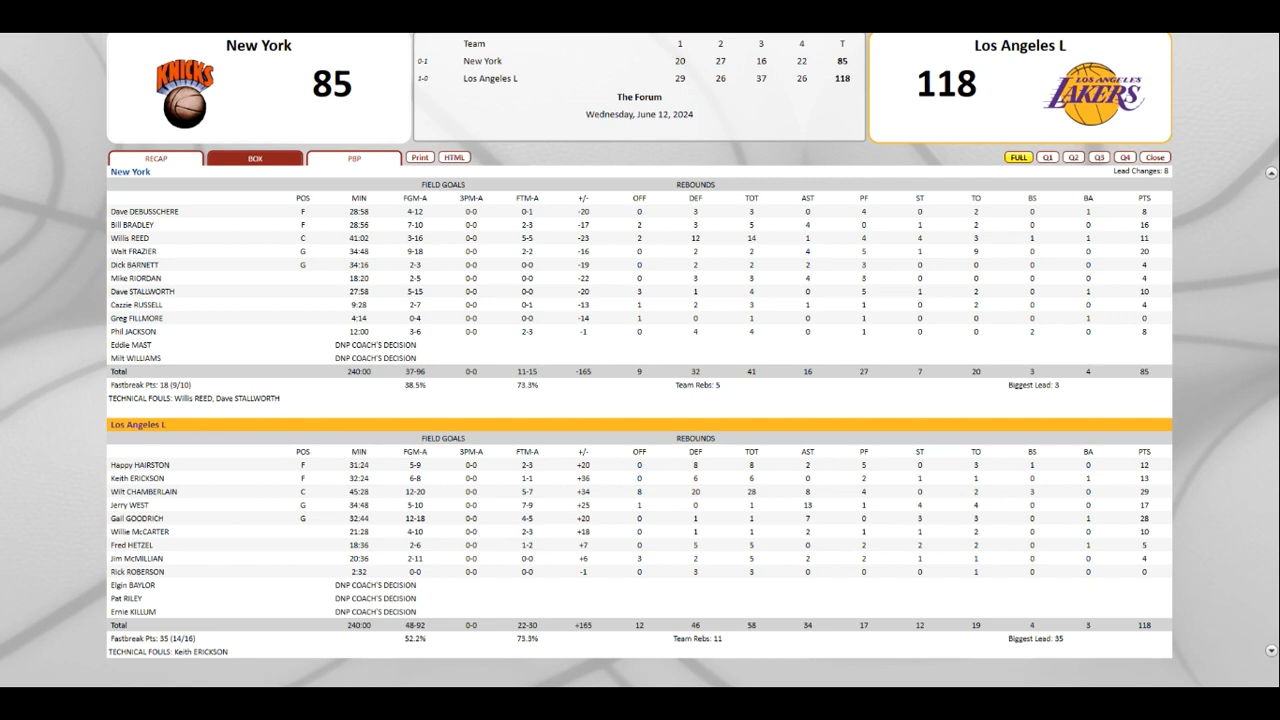 New York
KNICKS
85
Team 1 2 3 4 T
0-1 New York 20 27 16 22 85
1-0 Los Angeles L 29 26 37 26 118
The Forum
Wednesday, June 12, 2024
Los Angeles L
118
LOS ANGELES
LAKERS
RECAP BOX PBP Print HTML FULL Q1 Q2 Q3 Q4 Close
New York Lead Changes: 8
FIELD GOALS REBOUNDS
POS MIN FGM-A 3PM-A FTM-A +/- OFF DEF TOT AST PF ST TO BS BA PTS
Dave DEBUSSCHERE F 28:58 4-12 0-0 0-1 -20 0 3 3 0 4 0 2 0 1 8
Bill BRADLEY F 28:56 7-10 0-0 2-3 -17 2 3 5 4 0 1 2 0 0 16
Willis REED C 41:02 3-16 0-0 5-5 -23 2 12 14 1 4 4 3 1 1 11
Walt FRAZIER G 34:48 9-18 0-0 2-2 -16 0 2 2 4 5 1 9 0 0 20
Dick BARNETT G 34:16 2-3 0-0 0-0 -19 0 2 2 2 3 0 0 0 0 4
Mike RIORDAN 18:20 2-5 0-0 0-0 -22 0 3 3 4 3 0 0 0 0 4
Dave STALLWORTH 27:58 5-15 0-0 0-0 -20 3 1 4 0 5 1 2 0 1 10
Cazzie RUSSELL 9:28 2-7 0-0 0-1 -13 1 2 3 1 1 0 2 0 0 4
Greg FILLMORE 4:14 0-4 0-0 0-0 -14 1 0 1 0 1 0 0 0 1 0
Phil JACKSON 12:00 3-6 0-0 2-3 -1 0 4 4 0 1 0 0 2 0 8
Eddie MAST DNP COACH'S DECISION
Milt WILLIAMS DNP COACH'S DECISION
Total 240:00 37-96 0-0 11-15 -165 9 32 41 16 27 7 20 3 4 85
Fastbreak Pts: 18 (9/10) 38.5% 73.3% Team Rebs: 5 Biggest Lead: 3
TECHNICAL FOULS: Willis REED, Dave STALLWORTH
Los Angeles L
FIELD GOALS REBOUNDS
POS MIN FGM-A 3PM-A FTM-A +/- OFF DEF TOT AST PF ST TO BS BA PTS
Happy HAIRSTON F 31:24 5-9 0-0 2-3 +20 0 8 8 2 5 0 3 1 0 12
Keith ERICKSON F 32:24 6-8 0-0 1-1 +36 0 6 6 0 2 1 1 0 1 13
Wilt CHAMBERLAIN C 45:28 12-20 0-0 5-7 +34 8 20 28 8 4 0 2 3 0 29
Jerry WEST G 34:48 5-10 0-0 7-9 +25 1 0 1 13 1 4 4 0 0 17
Gail GOODRICH G 32:44 12-18 0-0 4-5 +20 0 1 1 7 0 3 3 0 1 28
Willie McCARTER 21:28 4-10 0-0 2-3 +18 0 1 1 2 1 1 2 0 0 10
Fred HETZEL 18:36 2-6 0-0 1-2 +7 0 5 5 0 2 2 2 0 1 5
Jim McMILLIAN 20:36 2-11 0-0 0-0 +6 3 2 5 2 2 1 1 0 0 4
Rick ROBERSON 2:32 0-0 0-0 0-0 -1 0 3 3 0 0 0 1 0 0 0
Elgin BAYLOR DNP COACH'S DECISION
Pat RILEY DNP COACH'S DECISION
Ernie KILLUM DNP COACH'S DECISION
Total 240:00 48-92 0-0 22-30 +165 12 46 58 34 17 12 19 4 3 118
Fastbreak Pts: 35 (14/16) 52.2% 73.3% Team Rebs: 11 Biggest Lead: 35
TECHNICAL FOULS: Keith ERICKSON